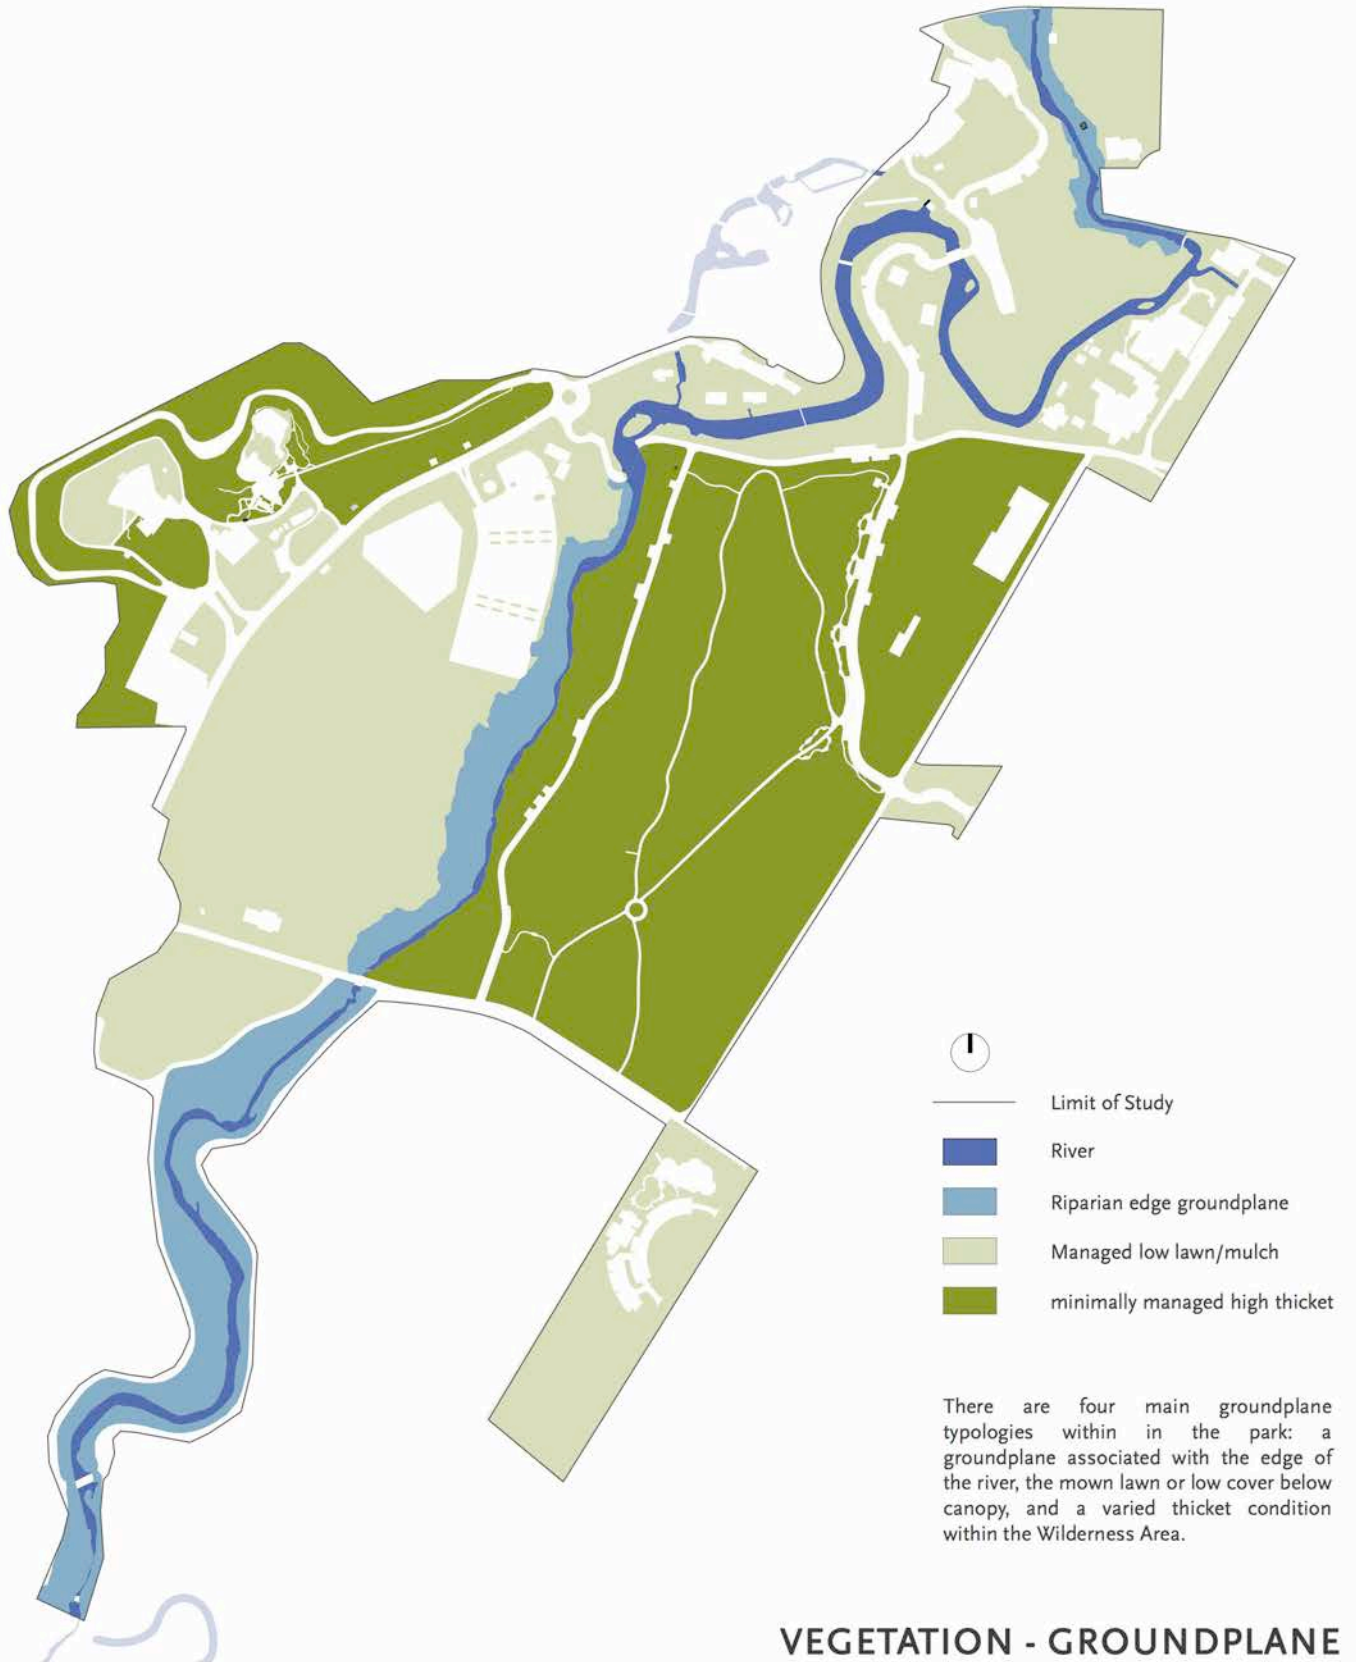 Limit of Study
River
Riparian edge groundplane
Managed low lawn/mulch
minimally managed high thicket
There are four main groundplane
typologies within in the park: a
groundplane associated with the edge of
the river, the mown lawn or low cover below
canopy, and a varied thicket condition
within the Wilderness Area.
VEGETATION - GROUNDPLANE